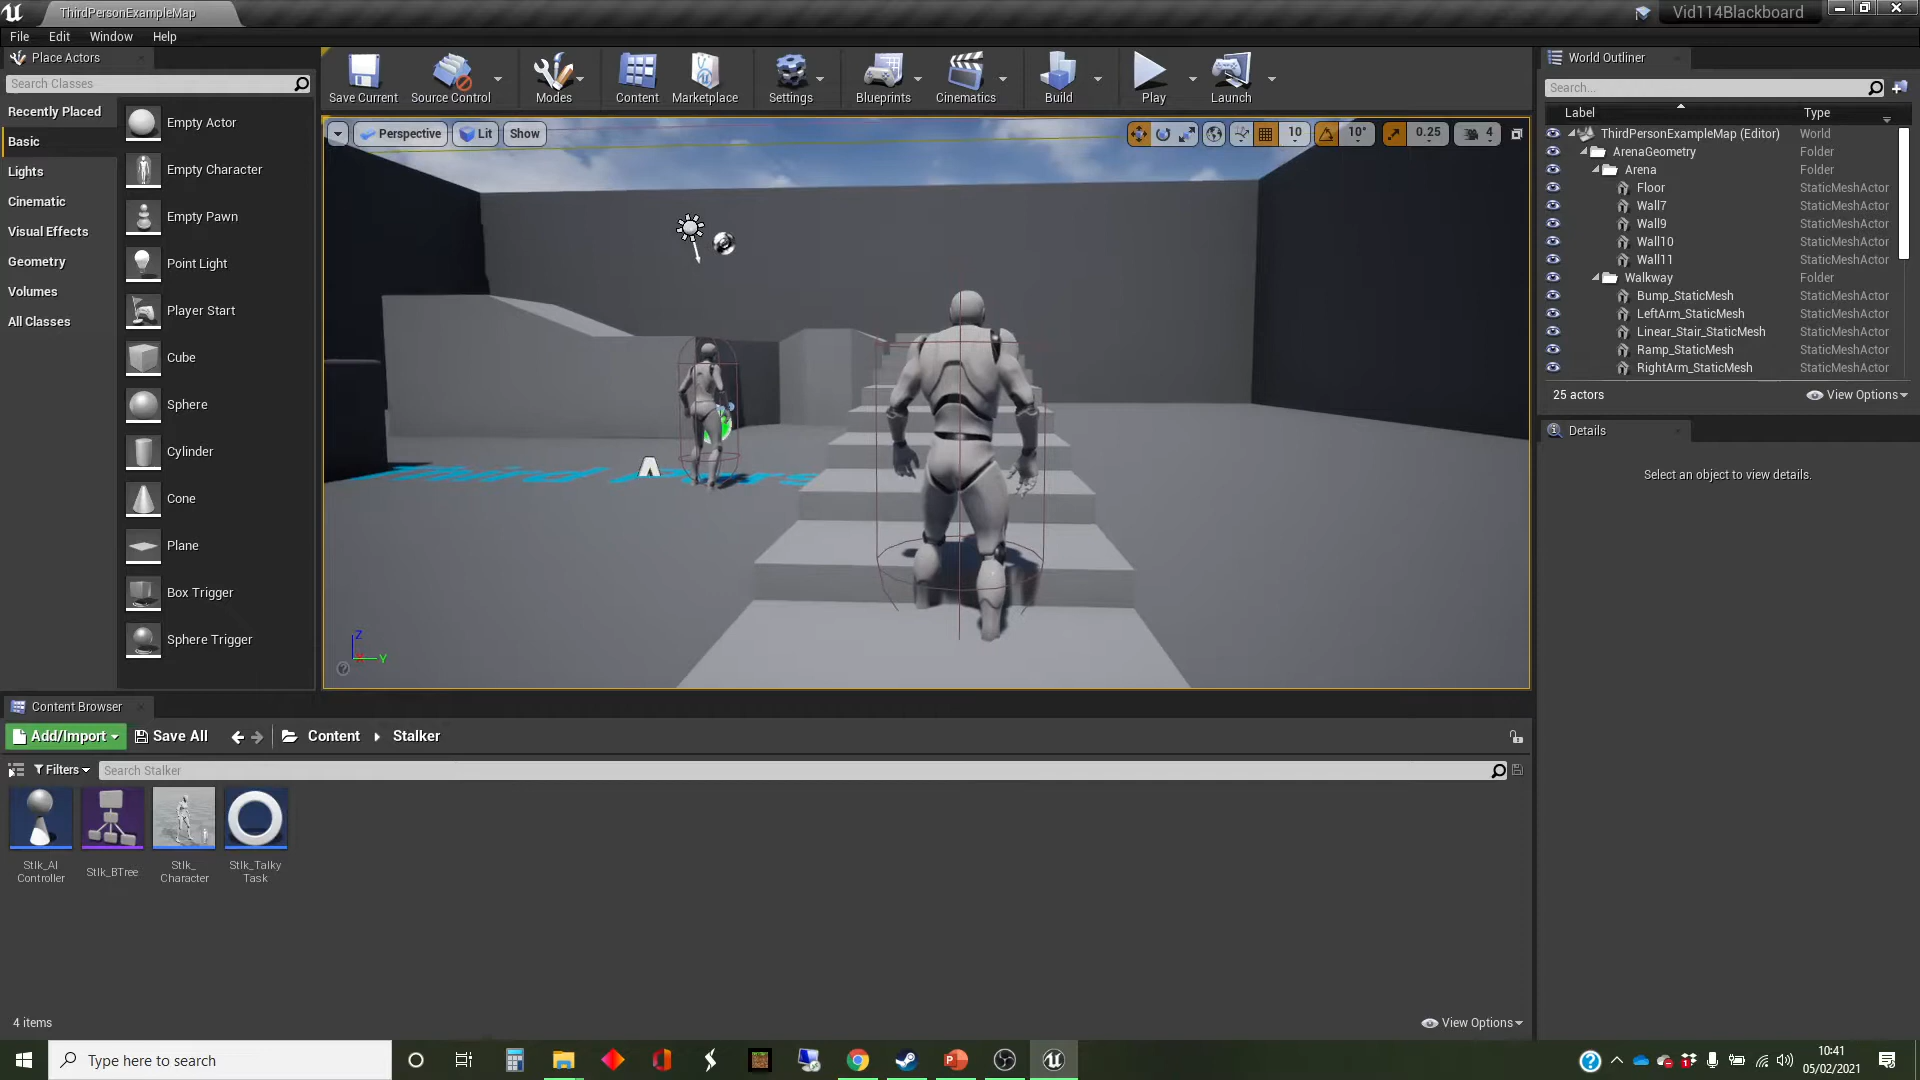 ThirdPersonExampleMap
Vid114Blackboard
File Edit Window Help
Place Actors
Search Classes
Recently Placed
Basic
Lights
Cinematic
Visual Effects
Geometry
Volumes
All Classes
Empty Actor
Empty Character
Empty Pawn
Point Light
Player Start
Cube
Sphere
Cylinder
Cone
Plane
Box Trigger
Sphere Trigger
Save Current Source Control Modes Content Marketplace Settings Blueprints Cinematics Build Play Launch
Perspective Lit Show
10 10° 0.25 4
Z
X Y
World Outliner
Search...
Label Type
ThirdPersonExampleMap (Editor) World
ArenaGeometry Folder
Arena Folder
Floor StaticMeshActor
Wall7 StaticMeshActor
Wall9 StaticMeshActor
Wall10 StaticMeshActor
Wall11 StaticMeshActor
Walkway Folder
Bump_StaticMesh StaticMeshActor
LeftArm_StaticMesh StaticMeshActor
Linear_Stair_StaticMesh StaticMeshActor
Ramp_StaticMesh StaticMeshActor
RightArm_StaticMesh StaticMeshActor
25 actors View Options
Details
Select an object to view details.
Content Browser
Add/Import Save All Content Stalker
Filters Search Stalker
Stlk_AI
Controller
Stlk_BTree
Stlk_
Character
Stlk_Talky
Task
4 items View Options
Type here to search
10:41
05/02/2021